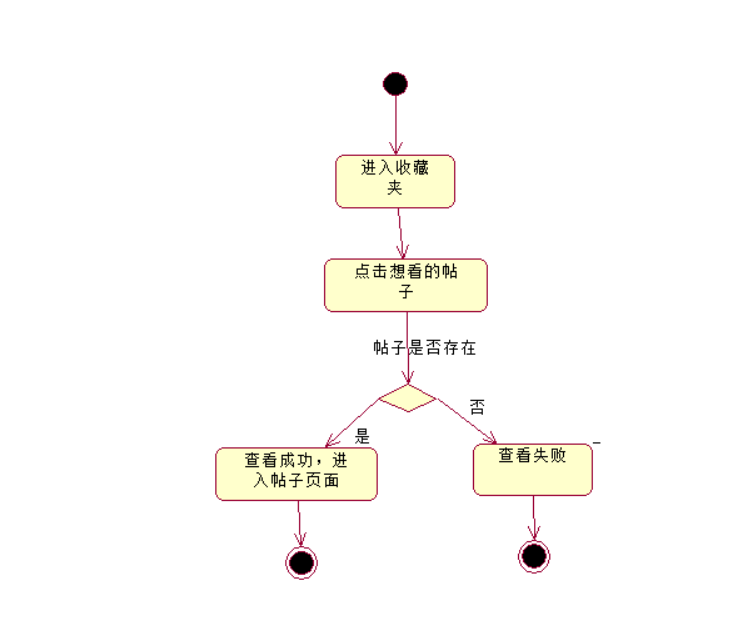 进入收藏
夹
点击想看的帖
子
帖子是否存在
否
是
查看成功，进
入帖子页面
查看失败